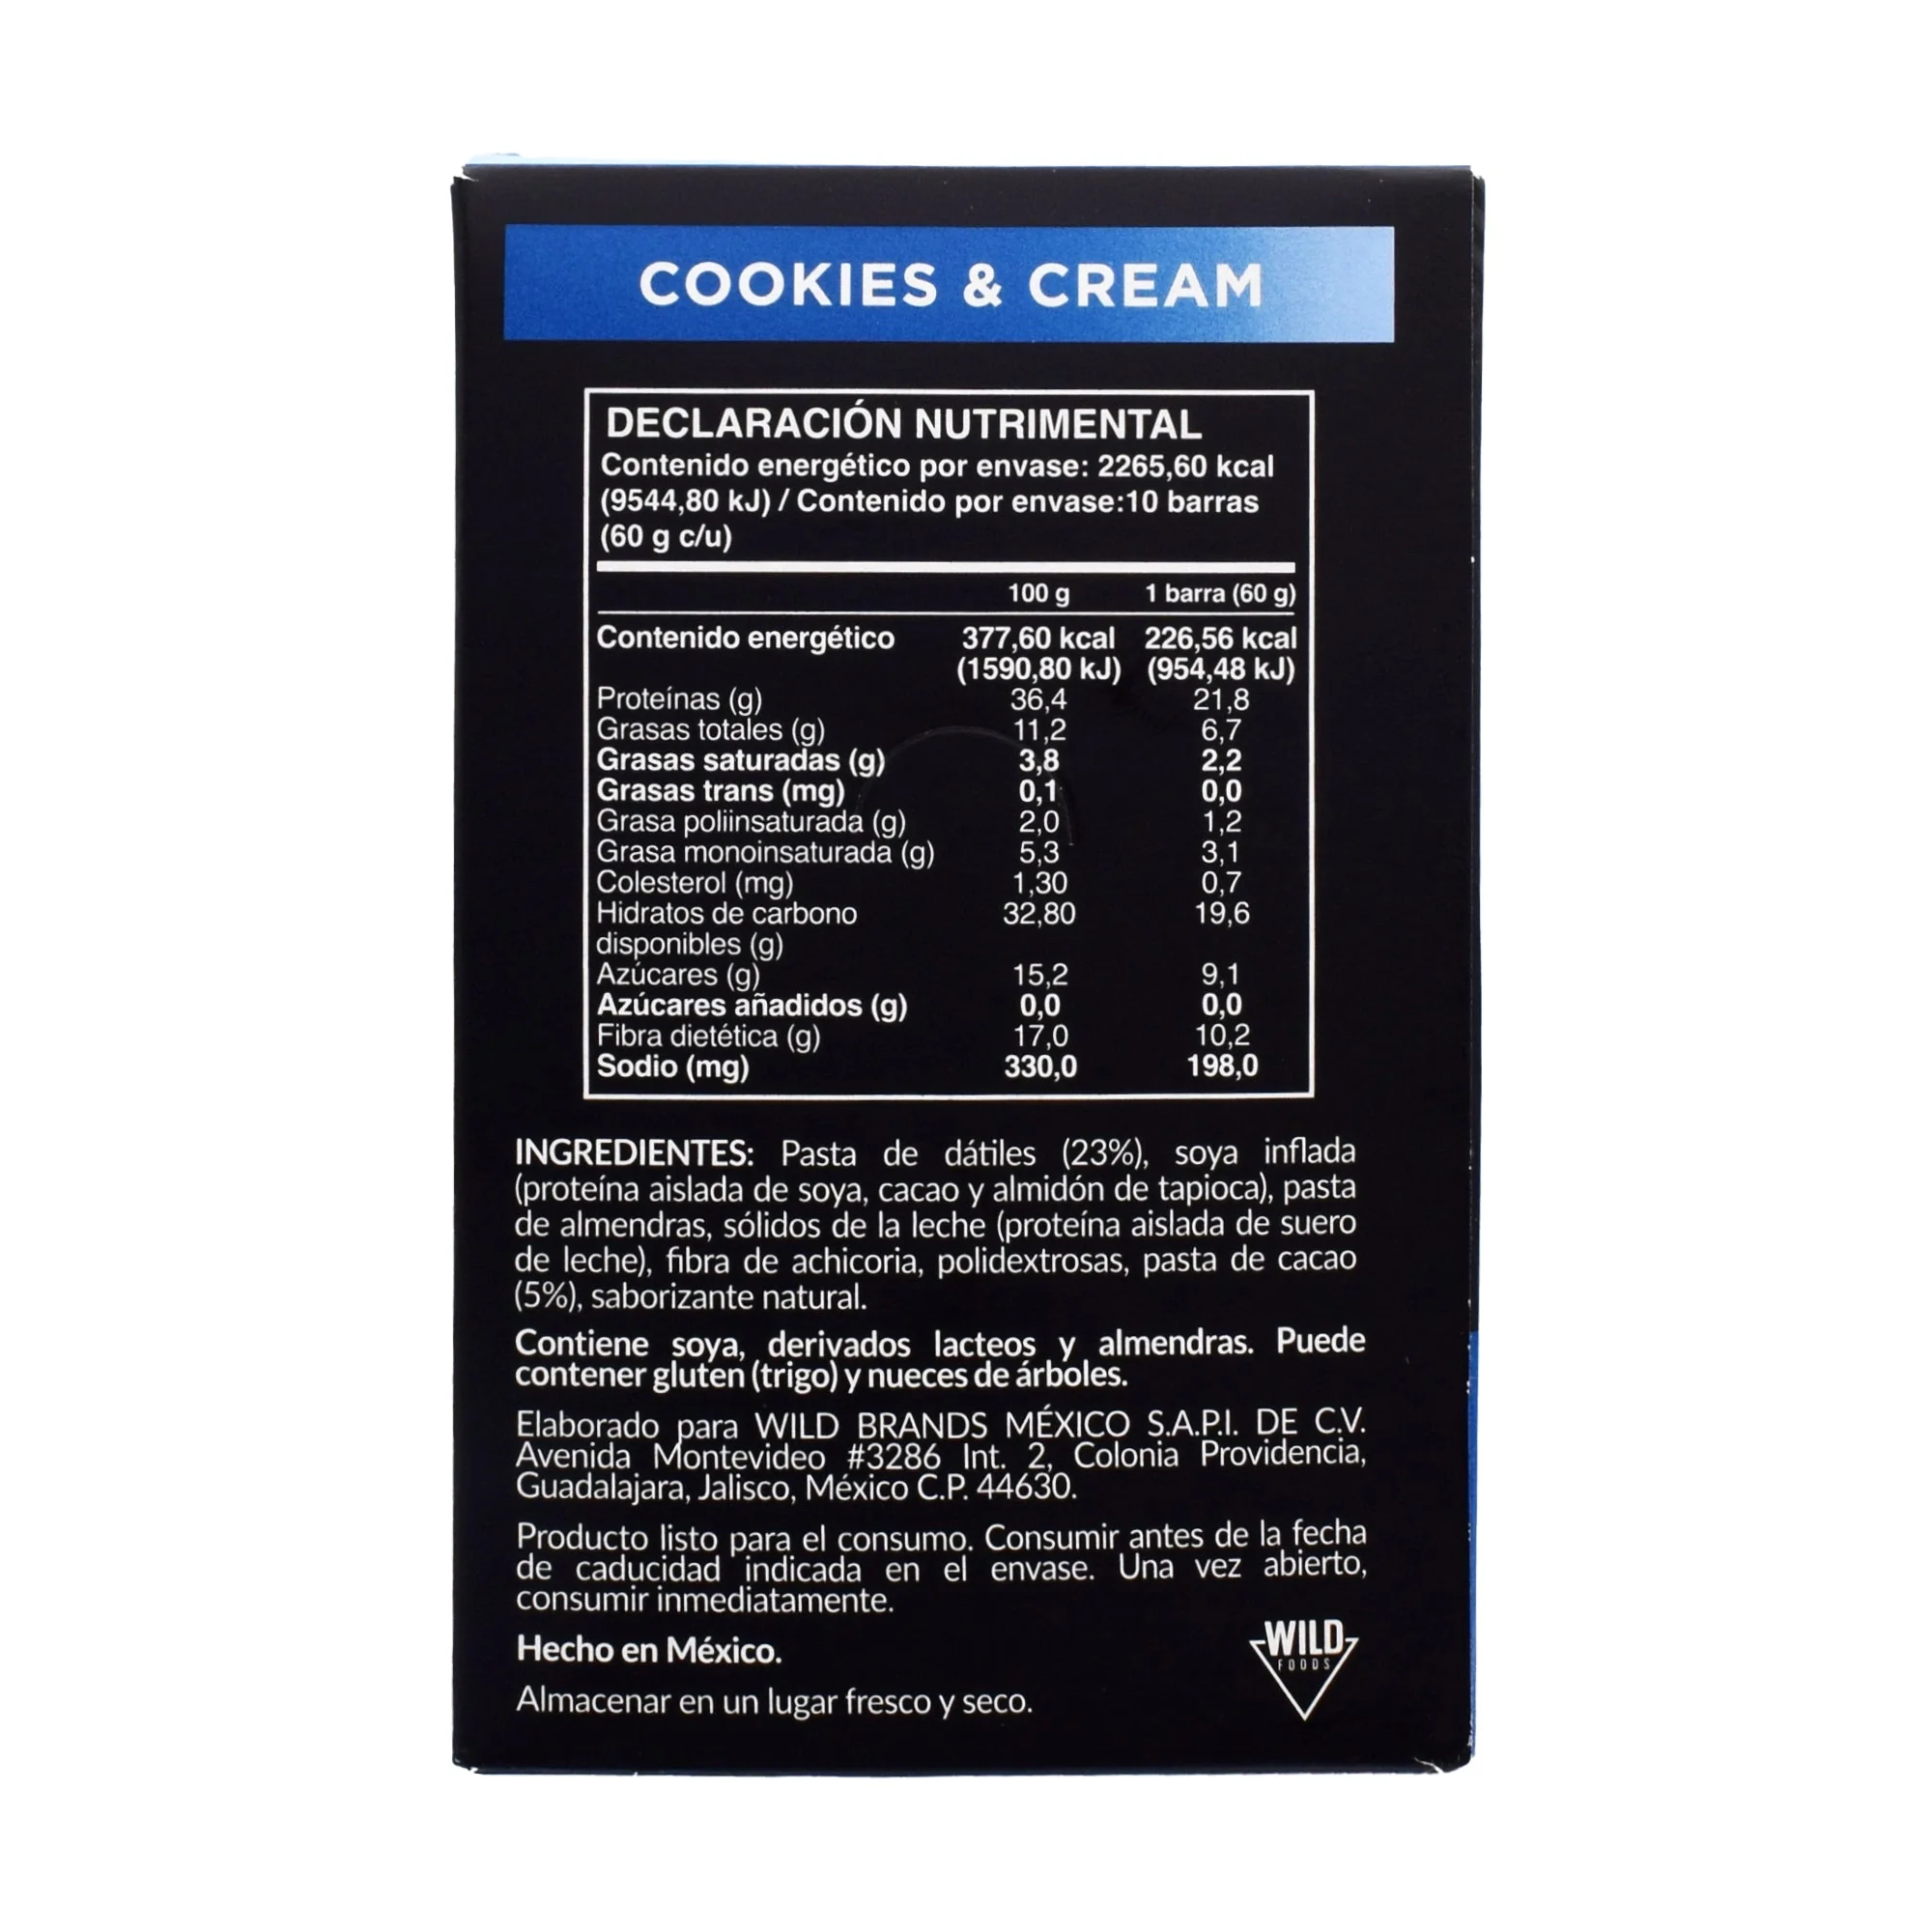 COOKIES & CREAM
DECLARACIÓN NUTRIMENTAL
Contenido energético por envase: 2265,60 kcal
(9544,80 kJ) / Contenido por envase:10 barras
(60 g c/u)
100 g 1 barra (60 g)
Contenido energético 377,60 kcal 226,56 kcal
(1590,80 kJ) (954,48 kJ)
Proteínas (g) 36,4 21,8
Grasas totales (g) 11,2 6,7
Grasas saturadas (g) 3,8 2,2
Grasas trans (mg) 0,1 0,0
Grasa poliinsaturada (g) 2,0 1,2
Grasa monoinsaturada (g) 5,3 3,1
Colesterol (mg) 1,30 0,7
Hidratos de carbono 32,80 19,6
disponibles (g)
Azúcares (g) 15,2 9,1
Azúcares añadidos (g) 0,0 0,0
Fibra dietética (g) 17,0 10,2
Sodio (mg) 330,0 198,0
INGREDIENTES: Pasta de dátiles (23%), soya inflada
(proteína aislada de soya, cacao y almidón de tapioca), pasta
de almendras, sólidos de la leche (proteína aislada de suero
de leche), fibra de achicoria, polidextrosas, pasta de cacao
(5%), saborizante natural.
Contiene soya, derivados lacteos y almendras. Puede
contener gluten (trigo) y nueces de árboles.
Elaborado para WILD BRANDS MÉXICO S.A.P.I. DE C.V.
Avenida Montevideo #3286 Int. 2, Colonia Providencia,
Guadalajara, Jalisco, México C.P. 44630.
Producto listo para el consumo. Consumir antes de la fecha
de caducidad indicada en el envase. Una vez abierto,
consumir inmediatamente.
Hecho en México.
Almacenar en un lugar fresco y seco.
WILD
FOODS